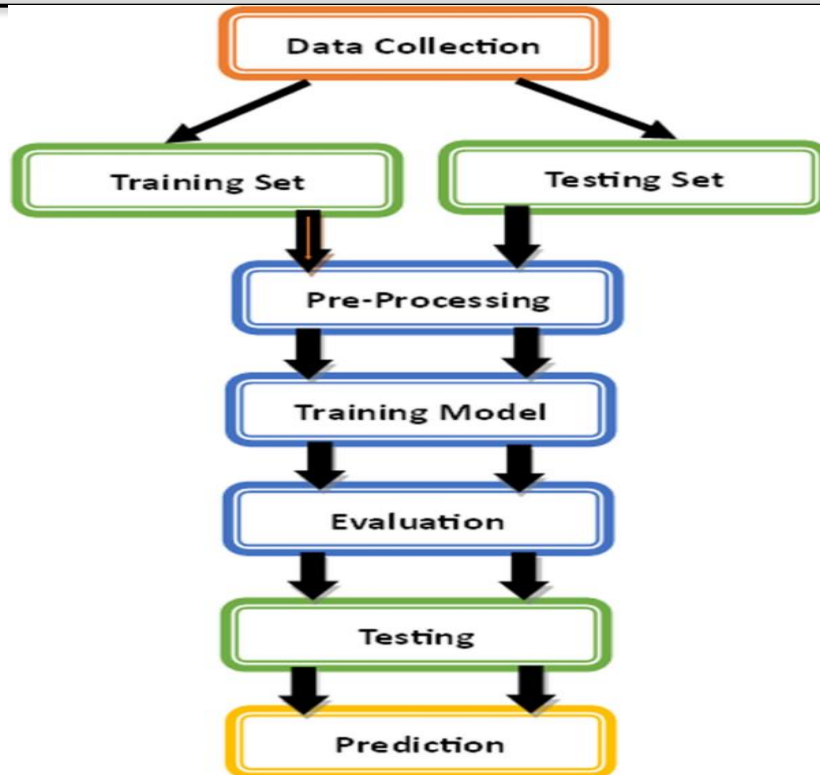 Data Collection
Training Set
Testing Set
Pre-Processing
Training Model
Evaluation
Testing
Prediction